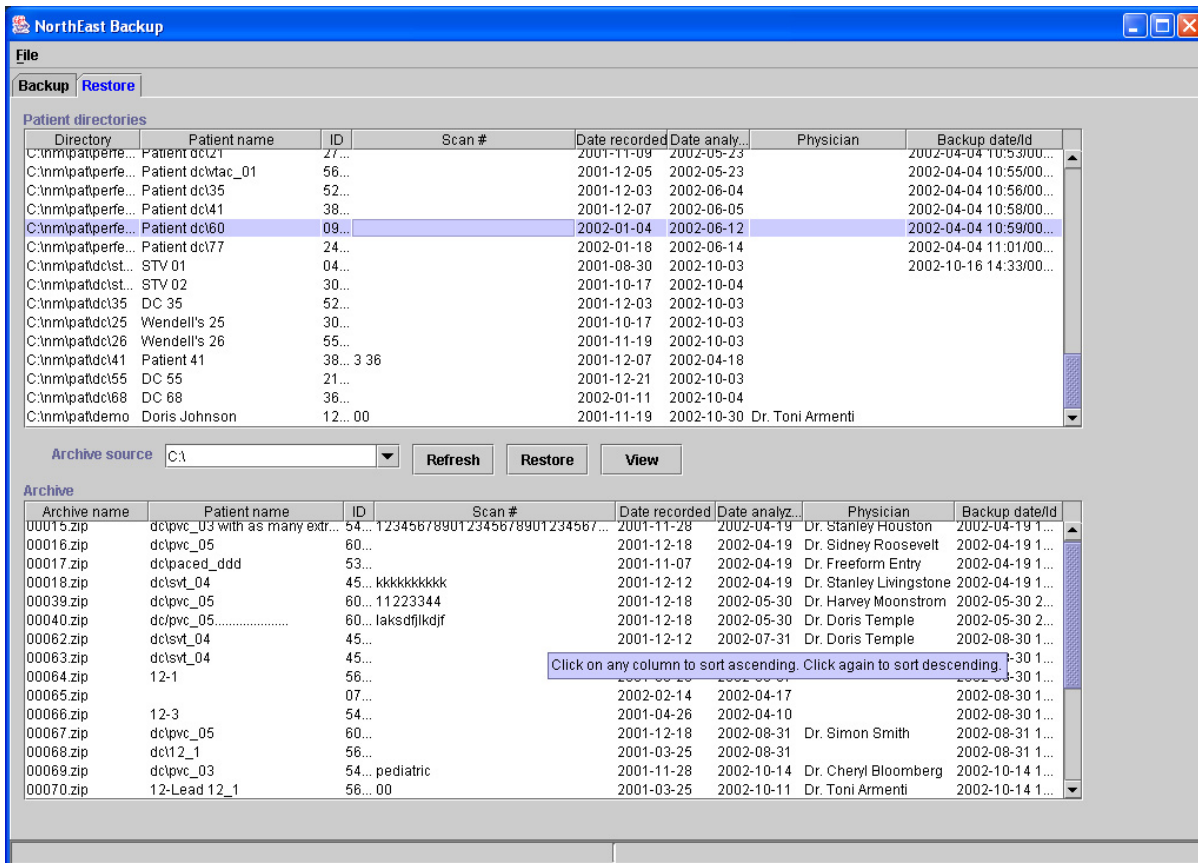 NorthEast Backup
File
Backup Restore
Patient directories
Directory Patient name ID Scan # Date recorded Date analy... Physician Backup date/Id
C:\nm\pat\perfe... Patient dc\21 27... 2001-11-09 2002-05-23 2002-04-04 10:53/00...
C:\nm\pat\perfe... Patient dc\vtac_01 56... 2001-12-05 2002-05-23 2002-04-04 10:55/00...
C:\nm\pat\perfe... Patient dc\35 52... 2001-12-03 2002-06-04 2002-04-04 10:56/00...
C:\nm\pat\perfe... Patient dc\41 38... 2001-12-07 2002-06-05 2002-04-04 10:58/00...
C:\nm\pat\perfe... Patient dc\60 09... 2002-01-04 2002-06-12 2002-04-04 10:59/00...
C:\nm\pat\perfe... Patient dc\77 24... 2002-01-18 2002-06-14 2002-04-04 11:01/00...
C:\nm\pat\dc\st... STV 01 04... 2001-08-30 2002-10-03 2002-10-16 14:33/00...
C:\nm\pat\dc\st... STV 02 30... 2001-10-17 2002-10-04
C:\nm\pat\dc\35 DC 35 52... 2001-12-03 2002-10-03
C:\nm\pat\dc\25 Wendell's 25 30... 2001-10-17 2002-10-03
C:\nm\pat\dc\26 Wendell's 26 55... 2001-11-19 2002-10-03
C:\nm\pat\dc\41 Patient 41 38... 3 36 2001-12-07 2002-04-18
C:\nm\pat\dc\55 DC 55 21... 2001-12-21 2002-10-03
C:\nm\pat\dc\68 DC 68 36... 2002-01-11 2002-10-04
C:\nm\pat\demo Doris Johnson 12... 00 2001-11-19 2002-10-30 Dr. Toni Armenti
Archive source C:\ Refresh Restore View
Archive
Archive name Patient name ID Scan # Date recorded Date analyz... Physician Backup date/Id
00015.zip dc\pvc_03 with as many extr... 54... 123456789012345678901234567... 2001-11-28 2002-04-19 Dr. Stanley Houston 2002-04-19 1...
00016.zip dc\pvc_05 60... 2001-12-18 2002-04-19 Dr. Sidney Roosevelt 2002-04-19 1...
00017.zip dc\paced_ddd 53... 2001-11-07 2002-04-19 Dr. Freeform Entry 2002-04-19 1...
00018.zip dc\svt_04 45... kkkkkkkkkk 2001-12-12 2002-04-19 Dr. Stanley Livingstone 2002-04-19 1...
00039.zip dc\pvc_05 60... 11223344 2001-12-18 2002-05-30 Dr. Harvey Moonstrom 2002-05-30 2...
00040.zip dc/pvc_05..................... 60... laksdfjlkdjf 2001-12-18 2002-05-30 Dr. Doris Temple 2002-05-30 2...
00062.zip dc\svt_04 45... 2001-12-12 2002-07-31 Dr. Doris Temple 2002-08-30 1...
00063.zip dc\svt_04 45... -30 1...
Click on any column to sort ascending. Click again to sort descending.
00064.zip 12-1 56... -30 1...
00065.zip 07... 2002-02-14 2002-04-17 2002-08-30 1...
00066.zip 12-3 54... 2001-04-26 2002-04-10 2002-08-30 1...
00067.zip dc\pvc_05 60... 2001-12-18 2002-08-31 Dr. Simon Smith 2002-08-31 1...
00068.zip dc\12_1 56... 2001-03-25 2002-08-31 2002-08-31 1...
00069.zip dc\pvc_03 54... pediatric 2001-11-28 2002-10-14 Dr. Cheryl Bloomberg 2002-10-14 1...
00070.zip 12-Lead 12_1 56... 00 2001-03-25 2002-10-11 Dr. Toni Armenti 2002-10-14 1...